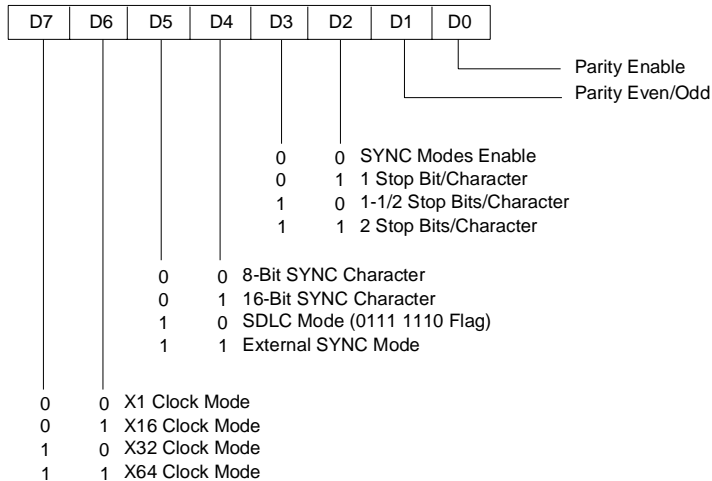 D7 D6 D5 D4 D3 D2 D1 D0
Parity Enable
Parity Even/Odd
0 0 SYNC Modes Enable
0 1 1 Stop Bit/Character
1 0 1-1/2 Stop Bits/Character
1 1 2 Stop Bits/Character
0 0 8-Bit SYNC Character
0 1 16-Bit SYNC Character
1 0 SDLC Mode (0111 1110 Flag)
1 1 External SYNC Mode
0 0 X1 Clock Mode
0 1 X16 Clock Mode
1 0 X32 Clock Mode
1 1 X64 Clock Mode